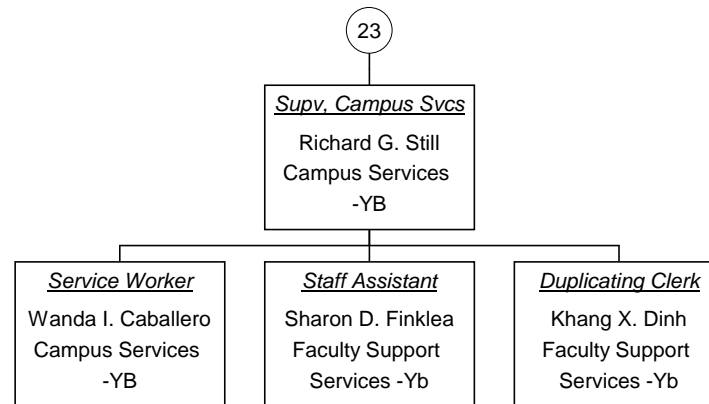 23
Supv, Campus Svcs
Richard G. Still
Campus Services
-YB
Service Worker
Wanda I. Caballero
Campus Services
-YB
Staff Assistant
Sharon D. Finklea
Faculty Support
Services -Yb
Duplicating Clerk
Khang X. Dinh
Faculty Support
Services -Yb